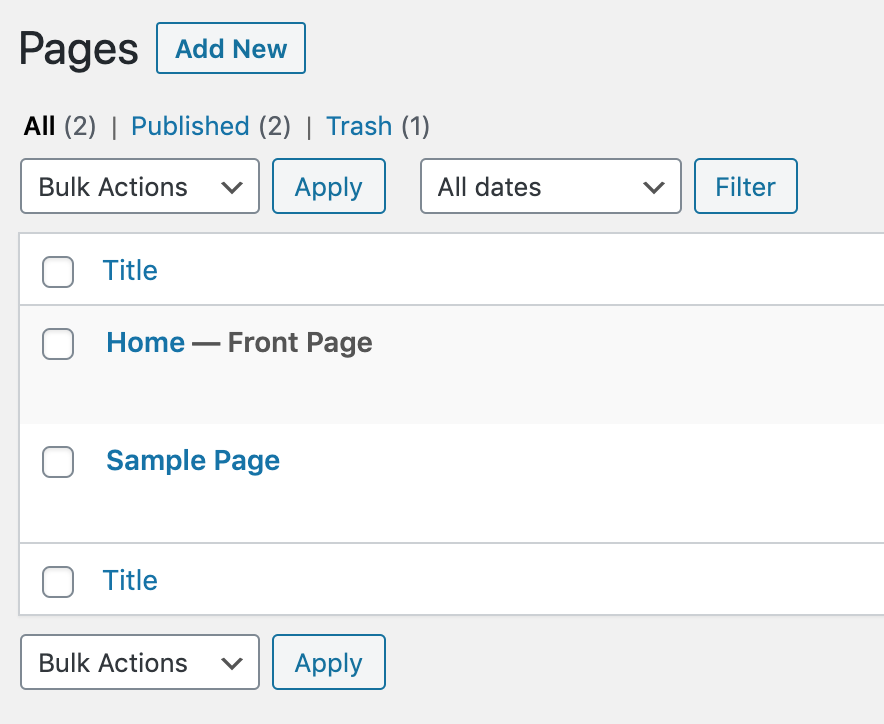 Pages Add New
All (2) | Published (2) | Trash (1)
Bulk Actions Apply All dates Filter
Title
Home — Front Page
Sample Page
Title
Bulk Actions Apply